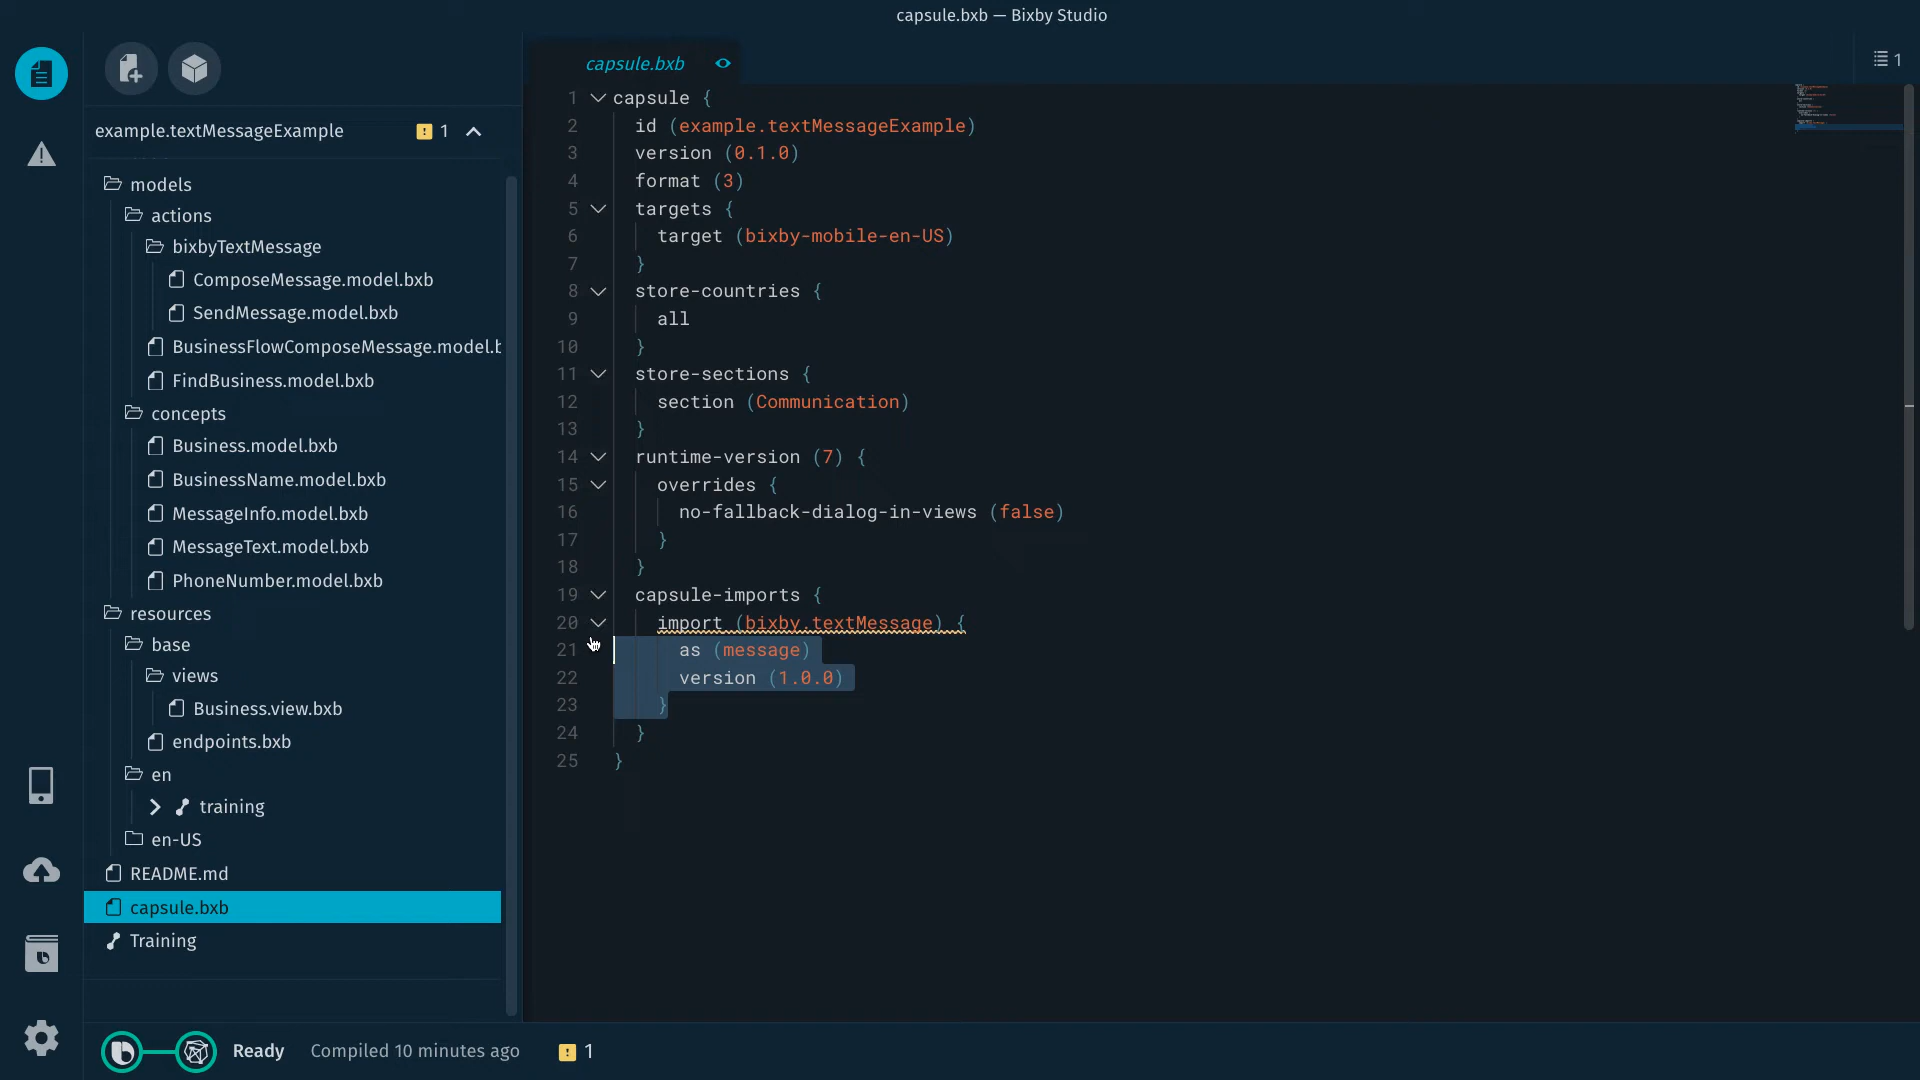 capsule.bxb — Bixby Studio
capsule.bxb
1
example.textMessageExample
1
models
actions
bixbyTextMessage
ComposeMessage.model.bxb
SendMessage.model.bxb
BusinessFlowComposeMessage.model.b
FindBusiness.model.bxb
concepts
Business.model.bxb
BusinessName.model.bxb
MessageInfo.model.bxb
MessageText.model.bxb
PhoneNumber.model.bxb
resources
base
views
Business.view.bxb
endpoints.bxb
en
training
en-US
README.md
capsule.bxb
Training
1 capsule {
2 id (example.textMessageExample)
3 version (0.1.0)
4 format (3)
5 targets {
6 target (bixby-mobile-en-US)
7 }
8 store-countries {
9 all
10 }
11 store-sections {
12 section (Communication)
13 }
14 runtime-version (7) {
15 overrides {
16 no-fallback-dialog-in-views (false)
17 }
18 }
19 capsule-imports {
20 import (bixby.textMessage) {
21 as (message)
22 version (1.0.0)
23 }
24 }
25 }
Ready Compiled 10 minutes ago 1